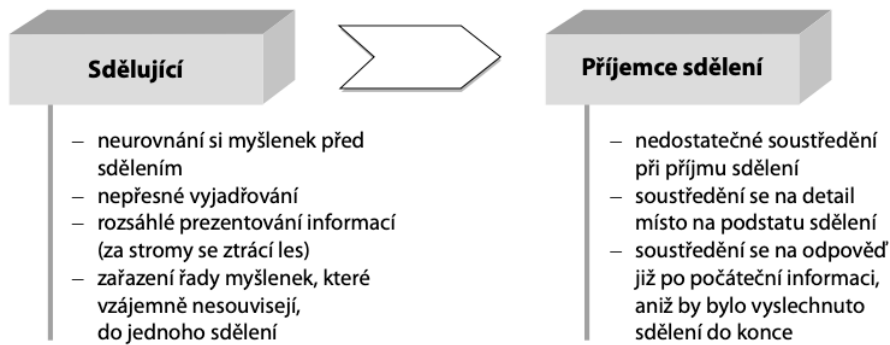 Sdělující
– neurovnání si myšlenek před
sdělením
– nepřesné vyjadřování
– rozsáhlé prezentování informací
(za stromy se ztrácí les)
– zařazení řady myšlenek, které
vzájemně nesouvisejí,
do jednoho sdělení
Příjemce sdělení
– nedostatečné soustředění
při příjmu sdělení
– soustředění se na detail
místo na podstatu sdělení
– soustředění se na odpověď
již po počáteční informaci,
aniž by bylo vyslechnuto
sdělení do konce